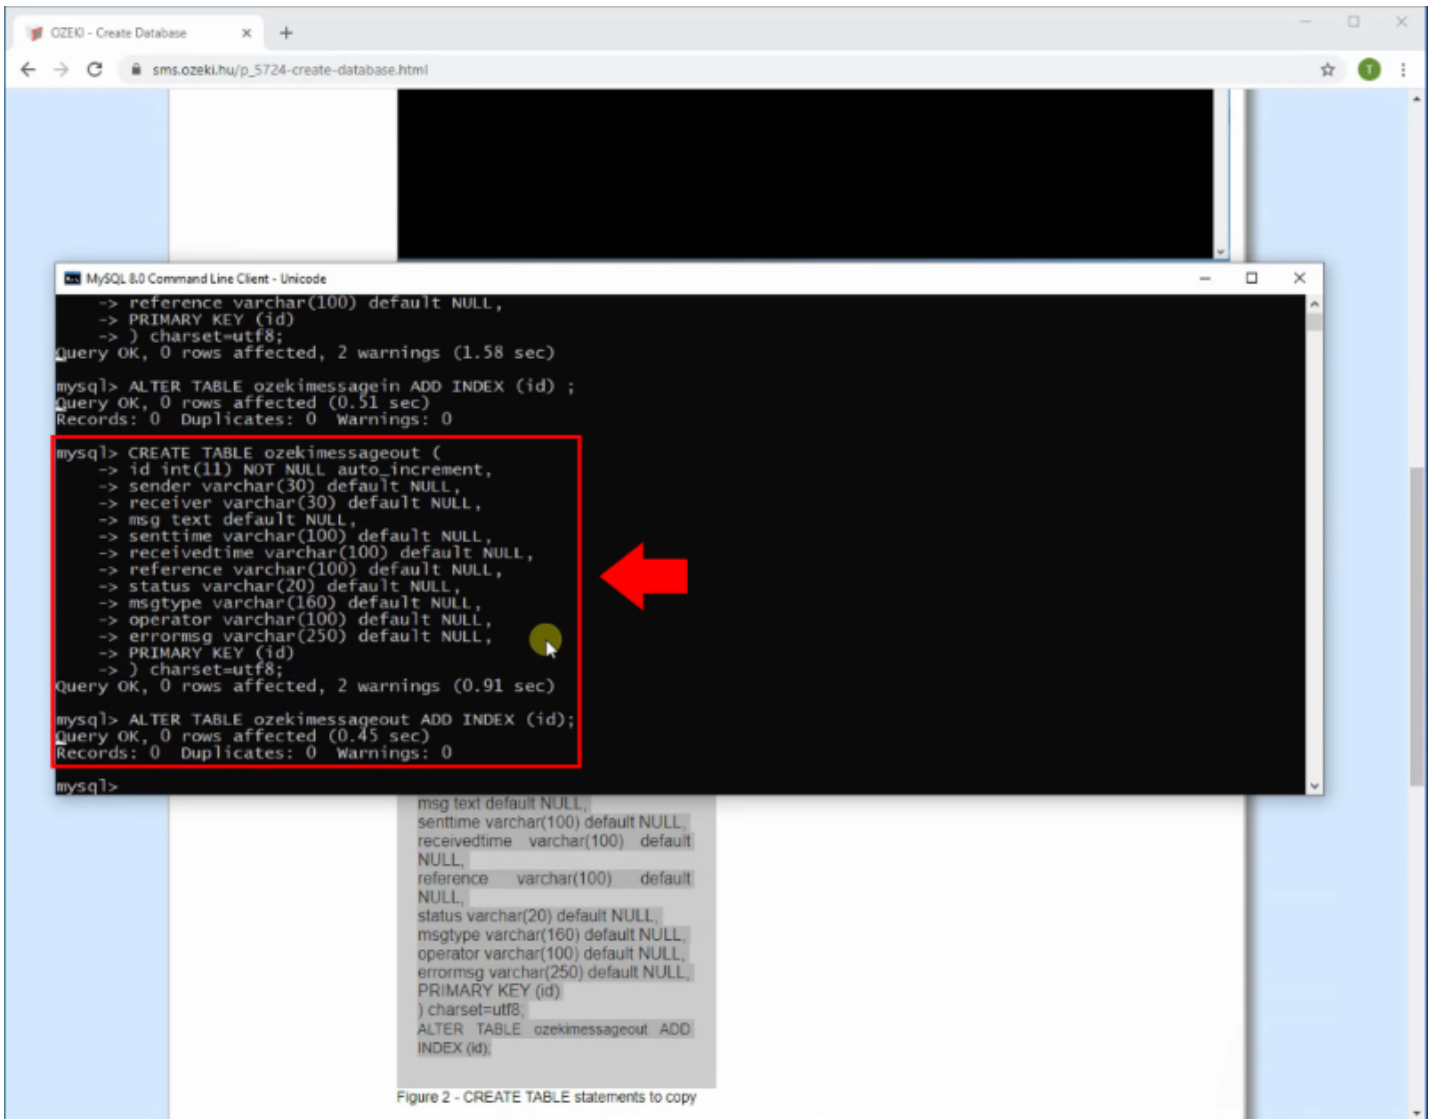 OZEKI - Create Database
sms.ozeki.hu/p_5724-create-database.html
T
MySQL 8.0 Command Line Client - Unicode
-> reference varchar(100) default NULL,
-> PRIMARY KEY (id)
-> ) charset=utf8;
Query OK, 0 rows affected, 2 warnings (1.58 sec)
mysql> ALTER TABLE ozekimessagein ADD INDEX (id) ;
Query OK, 0 rows affected (0.51 sec)
Records: 0  Duplicates: 0  Warnings: 0
mysql> CREATE TABLE ozekimessageout (
-> id int(11) NOT NULL auto_increment,
-> sender varchar(30) default NULL,
-> receiver varchar(30) default NULL,
-> msg text default NULL,
-> senttime varchar(100) default NULL,
-> receivedtime varchar(100) default NULL,
-> reference varchar(100) default NULL,
-> status varchar(20) default NULL,
-> msgtype varchar(160) default NULL,
-> operator varchar(100) default NULL,
-> errormsg varchar(250) default NULL,
-> PRIMARY KEY (id)
-> ) charset=utf8;
Query OK, 0 rows affected, 2 warnings (0.91 sec)
mysql> ALTER TABLE ozekimessageout ADD INDEX (id);
Query OK, 0 rows affected (0.45 sec)
Records: 0  Duplicates: 0  Warnings: 0
mysql>
msg text default NULL,
senttime varchar(100) default NULL,
receivedtime varchar(100) default
NULL,
reference varchar(100) default
NULL,
status varchar(20) default NULL,
msgtype varchar(160) default NULL,
operator varchar(100) default NULL,
errormsg varchar(250) default NULL,
PRIMARY KEY (id)
) charset=utf8;
ALTER TABLE ozekimessageout ADD
INDEX (id);
Figure 2 - CREATE TABLE statements to copy